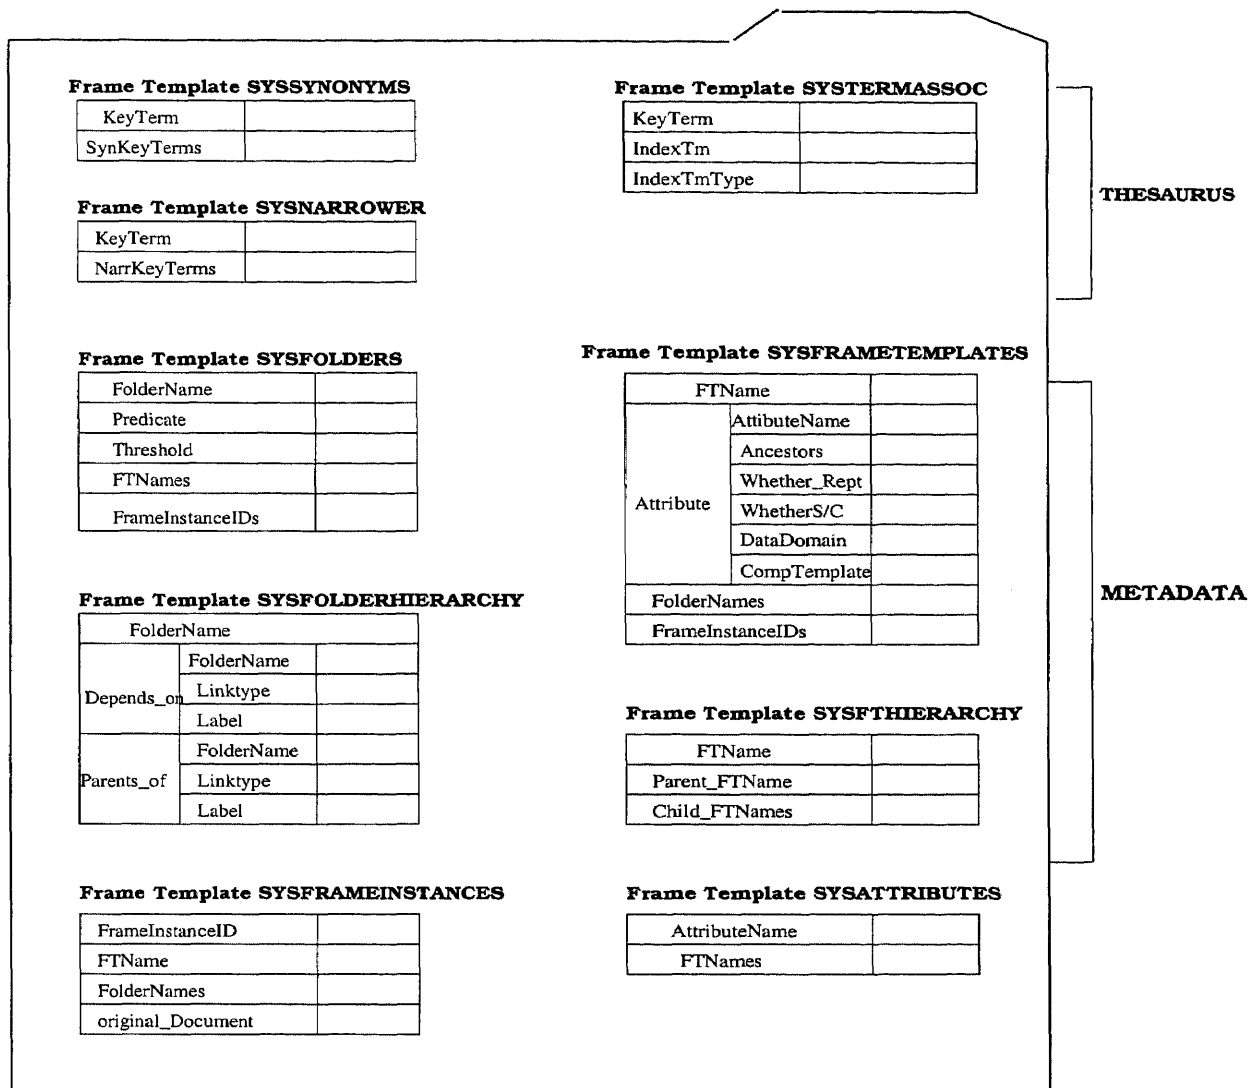 Frame Template SYSSYNONYMS
KeyTerm
SynKeyTerms
Frame Template SYSTERMASSOC
KeyTerm
IndexTm
IndexTmType
THESAURUS
Frame Template SYSNARROWER
KeyTerm
NarrKeyTerms
Frame Template SYSFOLDERS
FolderName
Predicate
Threshold
FTNames
FrameInstanceIDs
Frame Template SYSFRAMETEMPLATES
FTName
Attribute
AttibuteName
Ancestors
Whether_Rept
WhetherS/C
DataDomain
CompTemplate
FolderNames
FrameInstanceIDs
METADATA
Frame Template SYSFOLDERHIERARCHY
FolderName
Depends_on
FolderName
Linktype
Label
Parents_of
FolderName
Linktype
Label
Frame Template SYSFTHIERARCHY
FTName
Parent_FTName
Child_FTNames
Frame Template SYSFRAMEINSTANCES
FrameInstanceID
FTName
FolderNames
original_Document
Frame Template SYSATTRIBUTES
AttributeName
FTNames